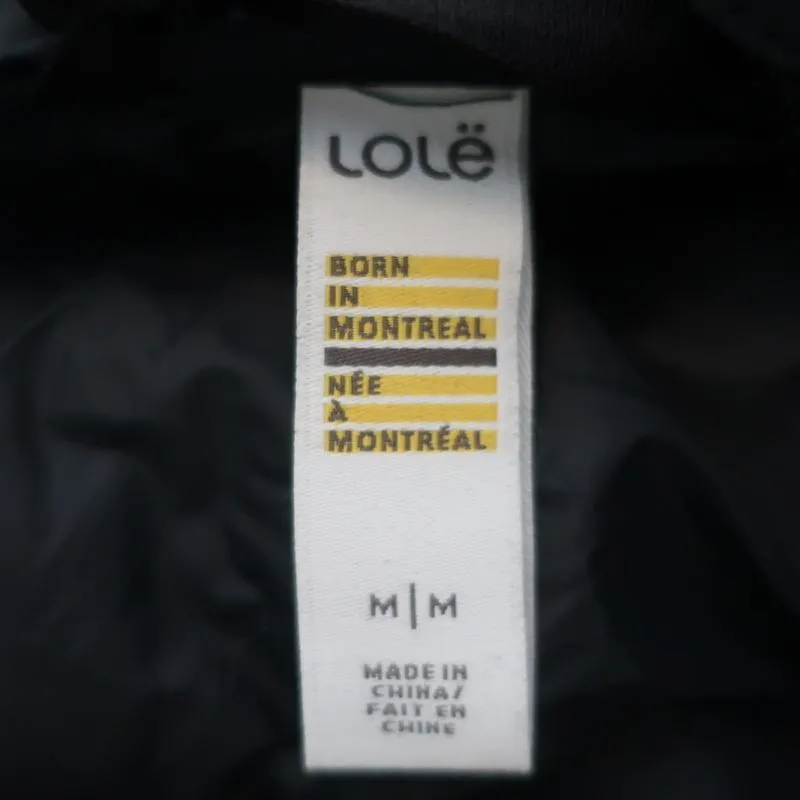 LOLË
BORN
IN
MONTREAL
NÉE
À
MONTRÉAL
M|M
MADE IN
CHINA/
FAIT EN
CHINE